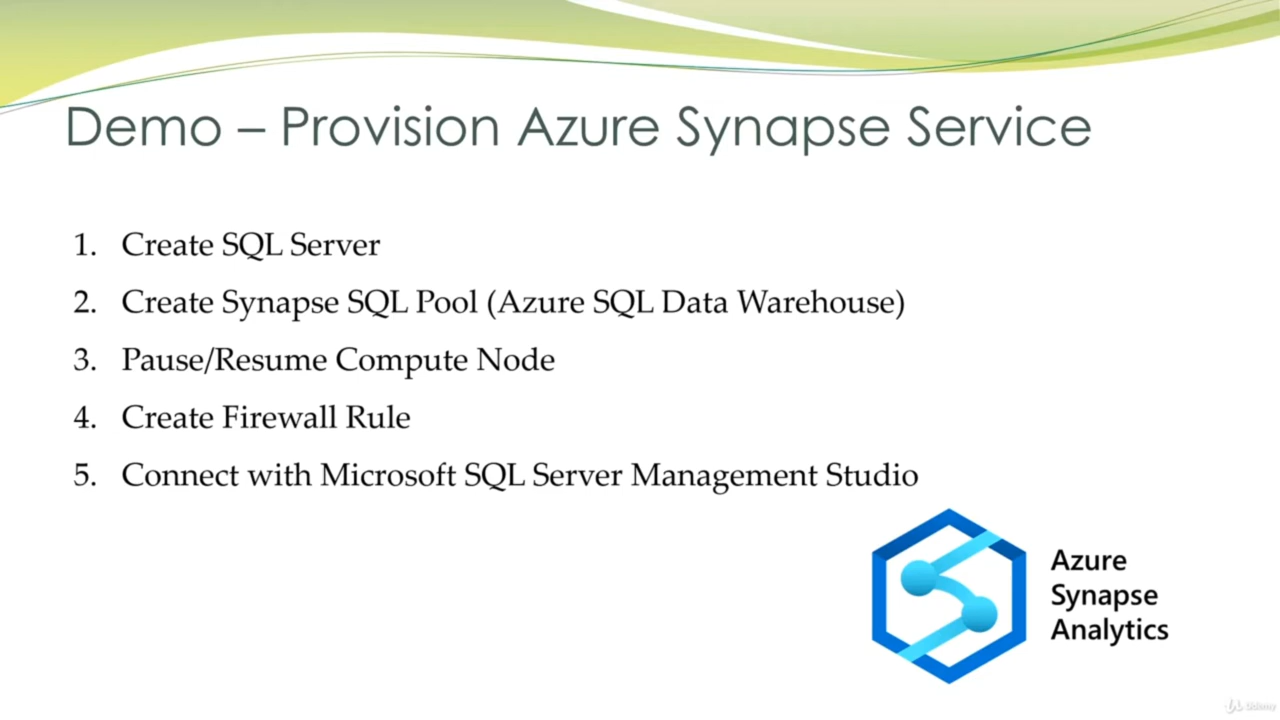 Demo – Provision Azure Synapse Service
1. Create SQL Server
2. Create Synapse SQL Pool (Azure SQL Data Warehouse)
3. Pause/Resume Compute Node
4. Create Firewall Rule
5. Connect with Microsoft SQL Server Management Studio
Azure
Synapse
Analytics
Udemy